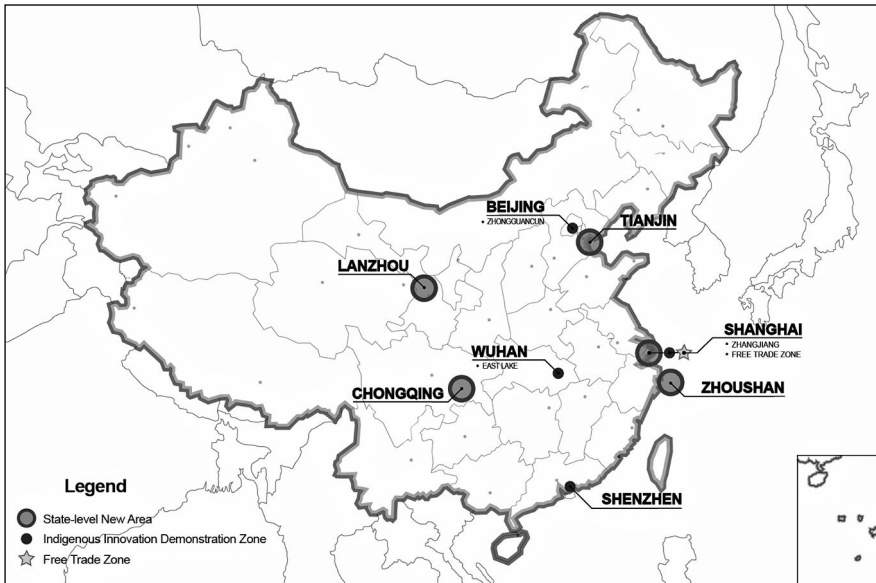 BEIJING
• ZHONGGUANCUN
TIANJIN
LANZHOU
SHANGHAI
• ZHANGJIANG
• FREE TRADE ZONE
WUHAN
• EAST LAKE
CHONGQING
ZHOUSHAN
SHENZHEN
Legend
State-level New Area
Indigenous Innovation Demonstration Zone
Free Trade Zone